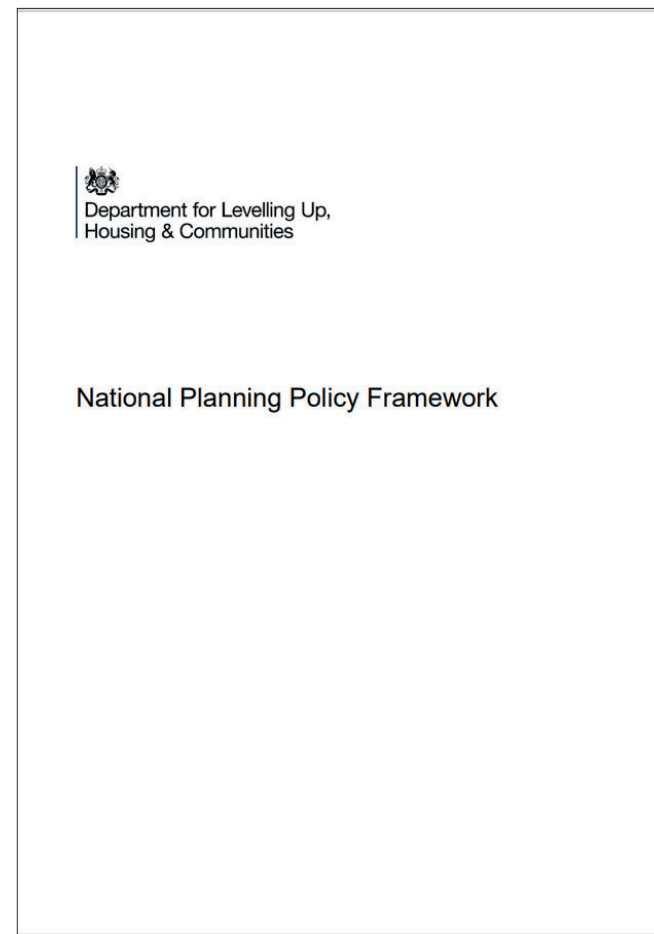 Department for Levelling Up,
Housing & Communities
National Planning Policy Framework